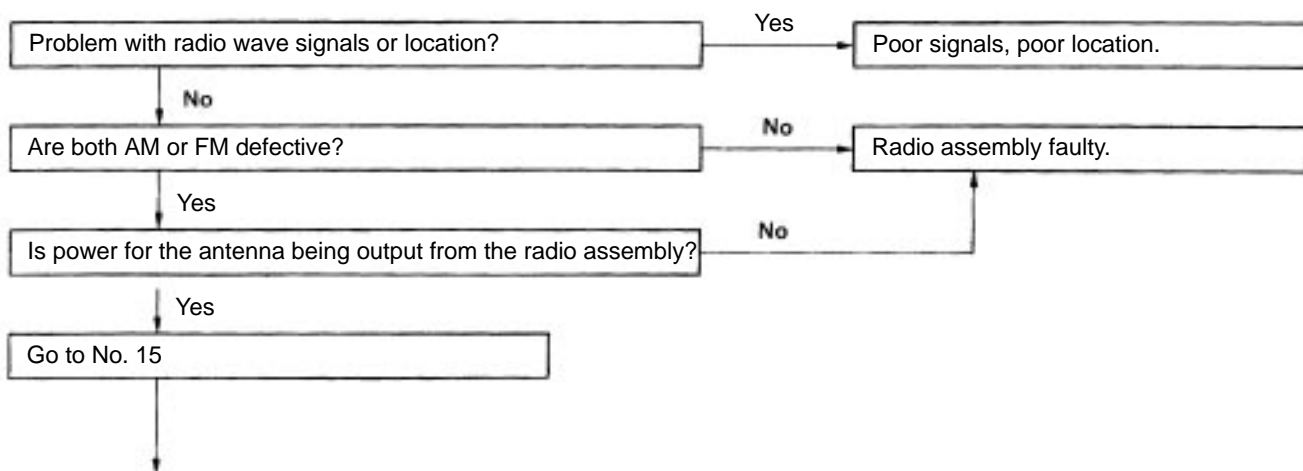 Problem with radio wave signals or location?
Yes
Poor signals, poor location.
No
Are both AM or FM defective?
No
Radio assembly faulty.
Yes
Is power for the antenna being output from the radio assembly?
No
Yes
Go to No. 15